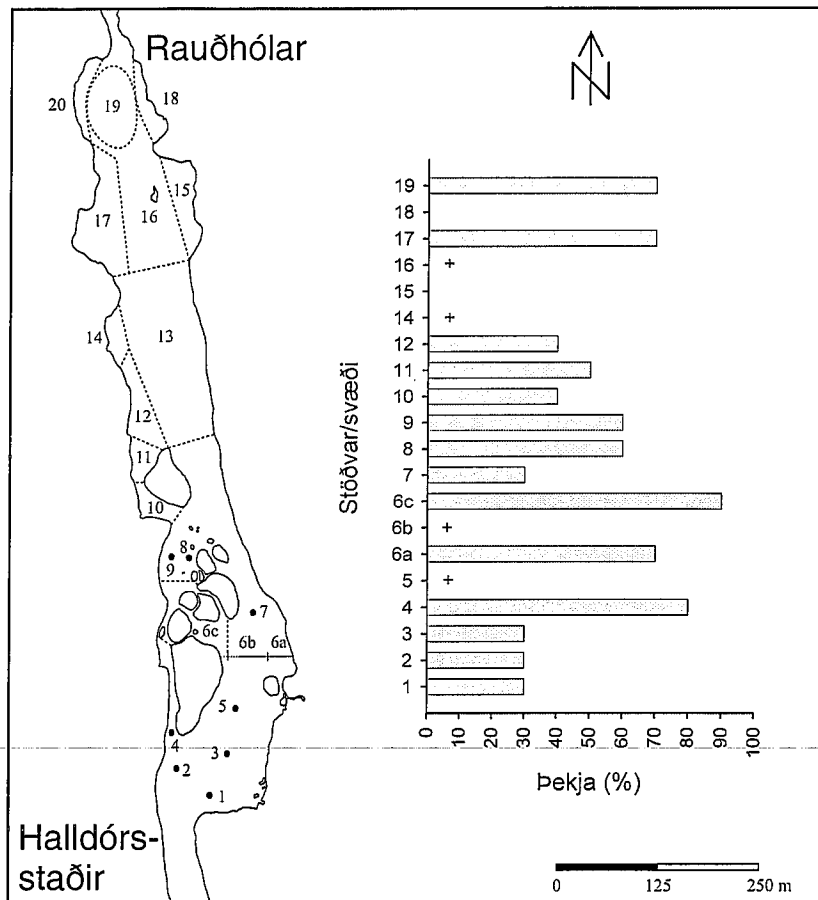 Rauðhólar
N
20
19
18
17
16
15
14
13
12
11
10
8
9
7
6c
6b
6a
5
4
3
2
1
Halldórs-
staðir
Stöðvar/svæði
19
18
17
16 +
15
14 +
12
11
10
9
8
7
6c
6b +
6a
5 +
4
3
2
1
0 10 20 30 40 50 60 70 80 90 100
Þekja (%)
0 125 250 m